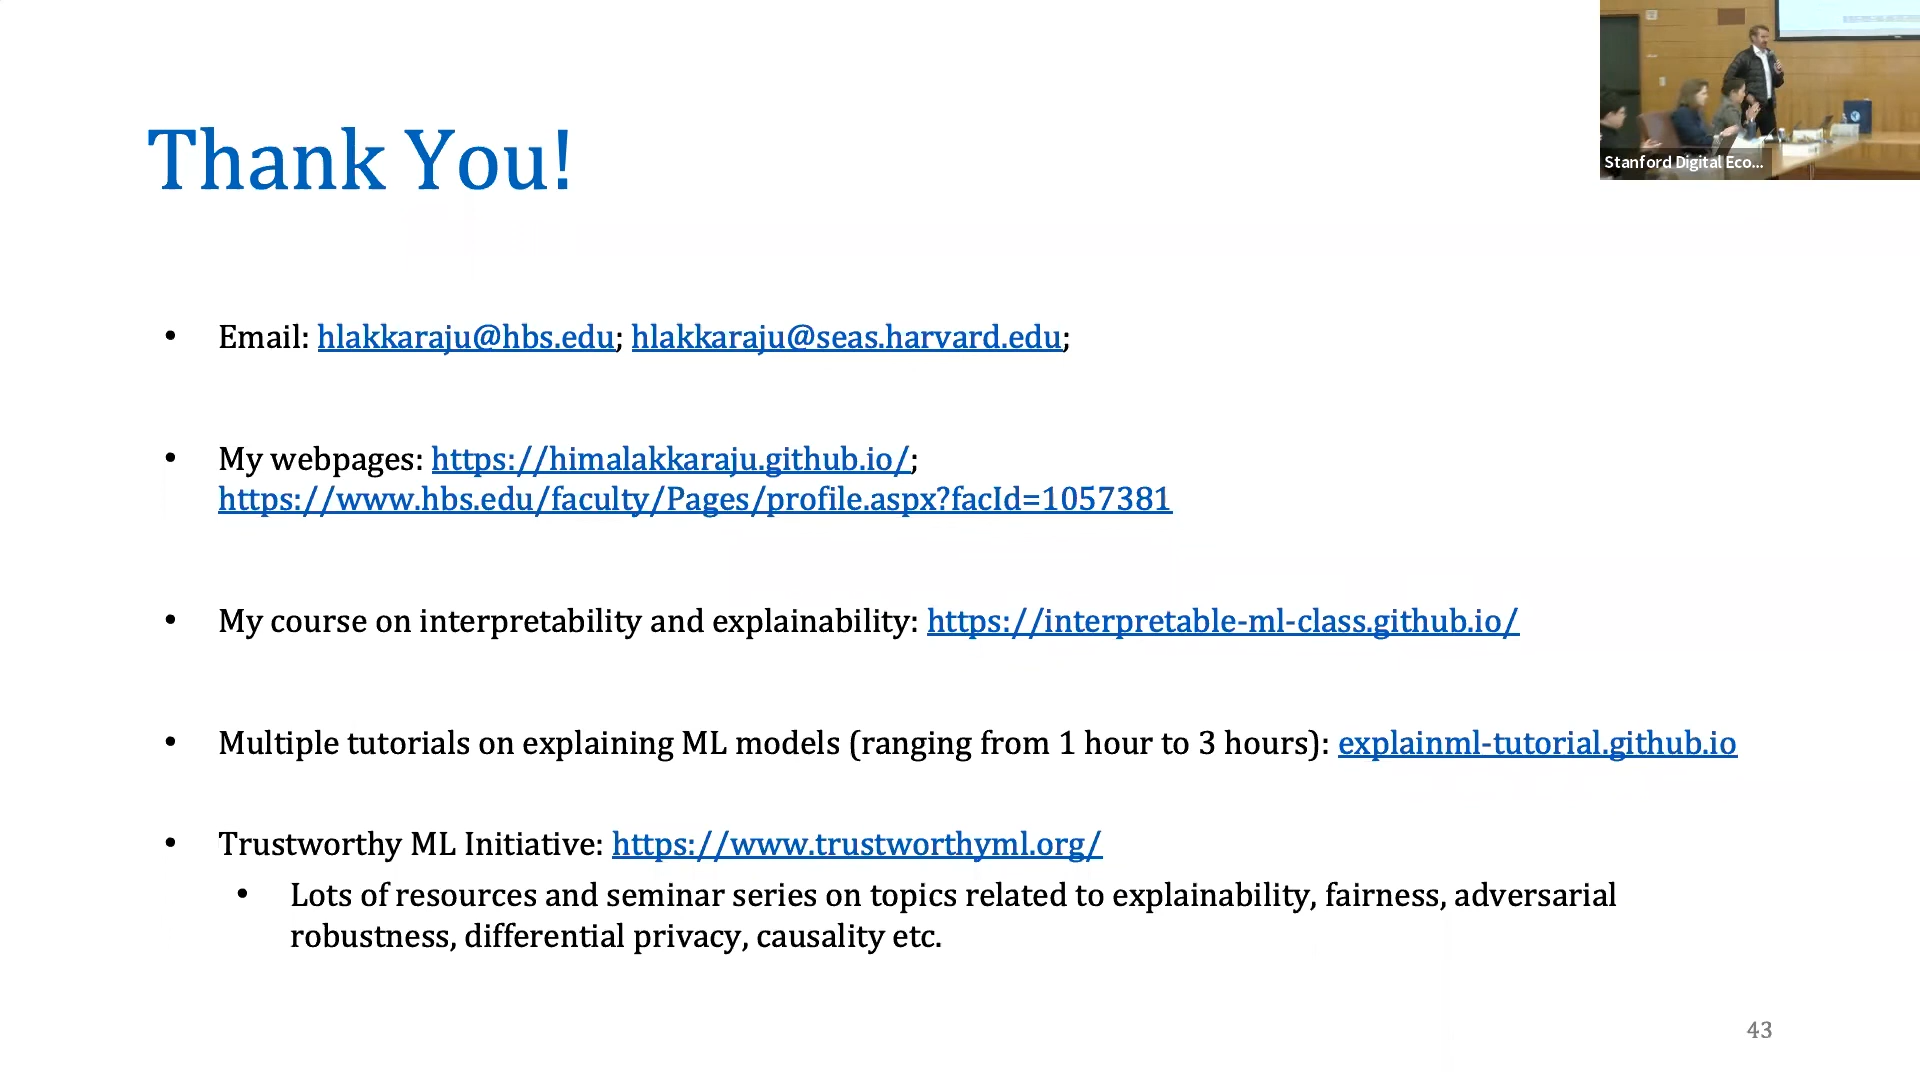 Stanford Digital Eco...
Thank You!
• Email: hlakkaraju@hbs.edu; hlakkaraju@seas.harvard.edu;
• My webpages: https://himalakkaraju.github.io/;
https://www.hbs.edu/faculty/Pages/profile.aspx?facId=1057381
• My course on interpretability and explainability: https://interpretable-ml-class.github.io/
• Multiple tutorials on explaining ML models (ranging from 1 hour to 3 hours): explainml-tutorial.github.io
• Trustworthy ML Initiative: https://www.trustworthyml.org/
• Lots of resources and seminar series on topics related to explainability, fairness, adversarial
robustness, differential privacy, causality etc.
43